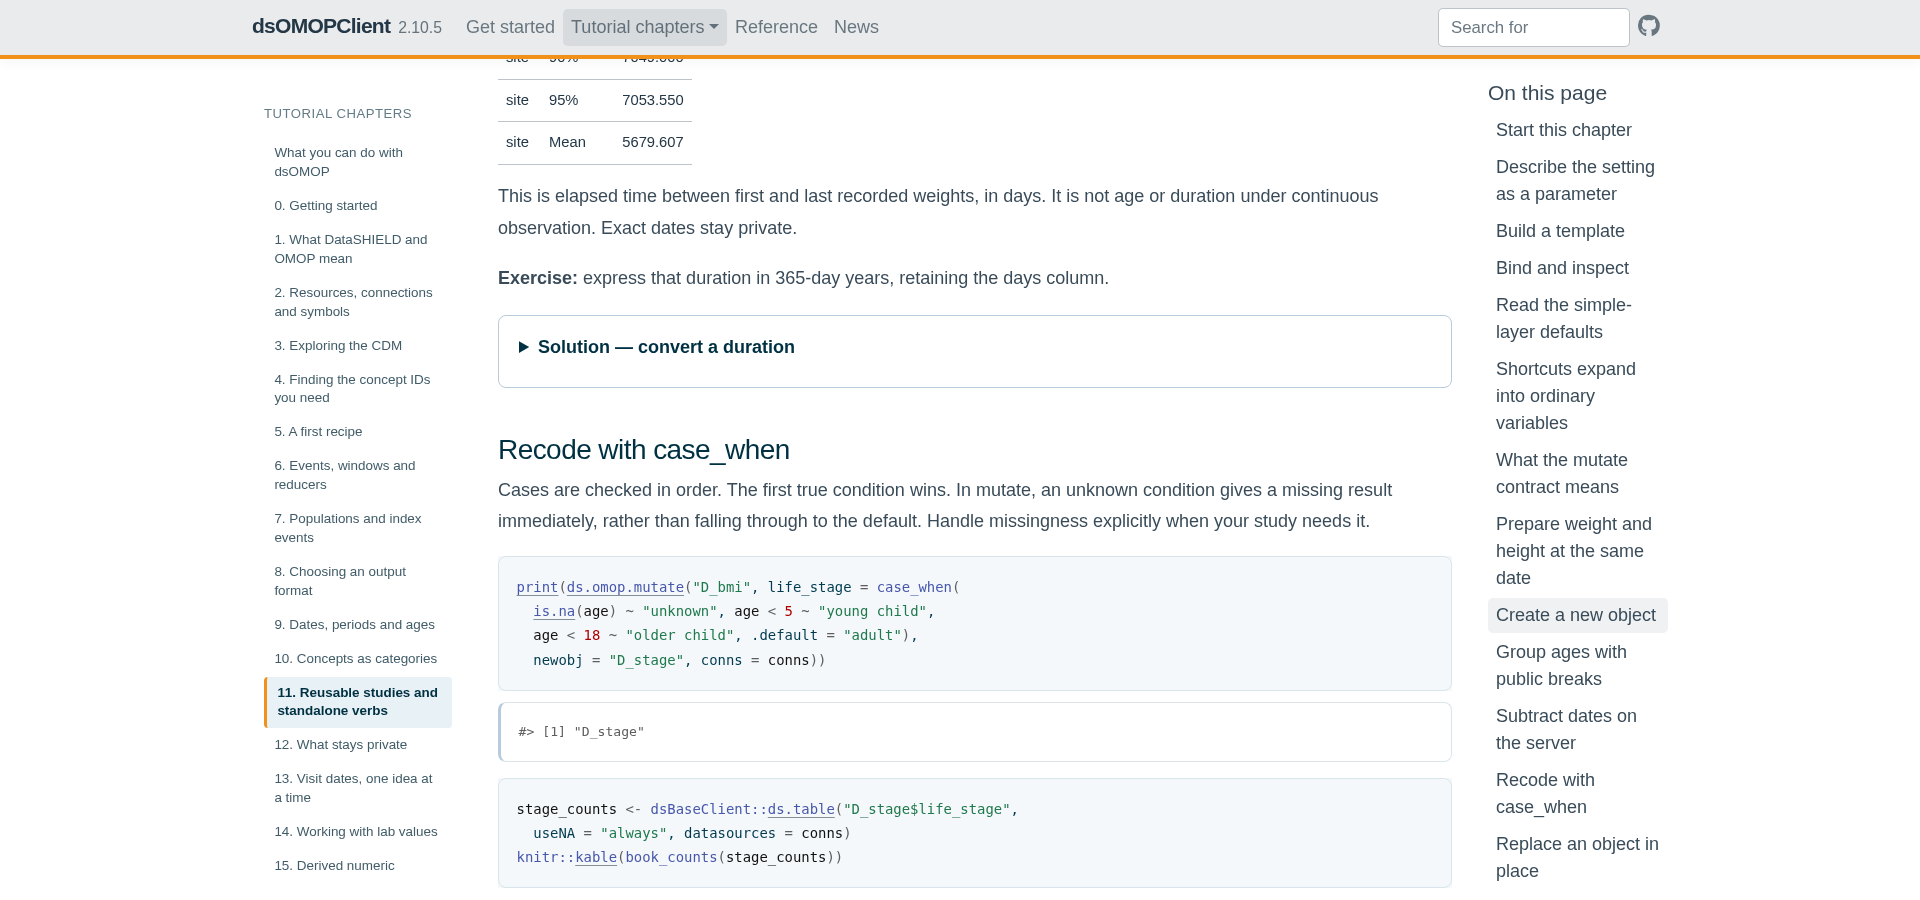 dsOMOPClient 2.10.5 Get started Tutorial chapters Reference News Search for
TUTORIAL CHAPTERS
What you can do with
dsOMOP
0. Getting started
1. What DataSHIELD and
OMOP mean
2. Resources, connections
and symbols
3. Exploring the CDM
4. Finding the concept IDs
you need
5. A first recipe
6. Events, windows and
reducers
7. Populations and index
events
8. Choosing an output
format
9. Dates, periods and ages
10. Concepts as categories
11. Reusable studies and
standalone verbs
12. What stays private
13. Visit dates, one idea at
a time
14. Working with lab values
15. Derived numeric
site 95% 7053.550
site Mean 5679.607
This is elapsed time between first and last recorded weights, in days. It is not age or duration under continuous
observation. Exact dates stay private.
Exercise: express that duration in 365-day years, retaining the days column.
Solution — convert a duration
Recode with case_when
Cases are checked in order. The first true condition wins. In mutate, an unknown condition gives a missing result
immediately, rather than falling through to the default. Handle missingness explicitly when your study needs it.
print(ds.omop.mutate("D_bmi", life_stage = case_when(
is.na(age) ~ "unknown", age < 5 ~ "young child",
age < 18 ~ "older child", .default = "adult"),
newobj = "D_stage", conns = conns))
#> [1] "D_stage"
stage_counts <- dsBaseClient::ds.table("D_stage$life_stage",
useNA = "always", datasources = conns)
knitr::kable(book_counts(stage_counts))
On this page
Start this chapter
Describe the setting
as a parameter
Build a template
Bind and inspect
Read the simple-
layer defaults
Shortcuts expand
into ordinary
variables
What the mutate
contract means
Prepare weight and
height at the same
date
Create a new object
Group ages with
public breaks
Subtract dates on
the server
Recode with
case_when
Replace an object in
place